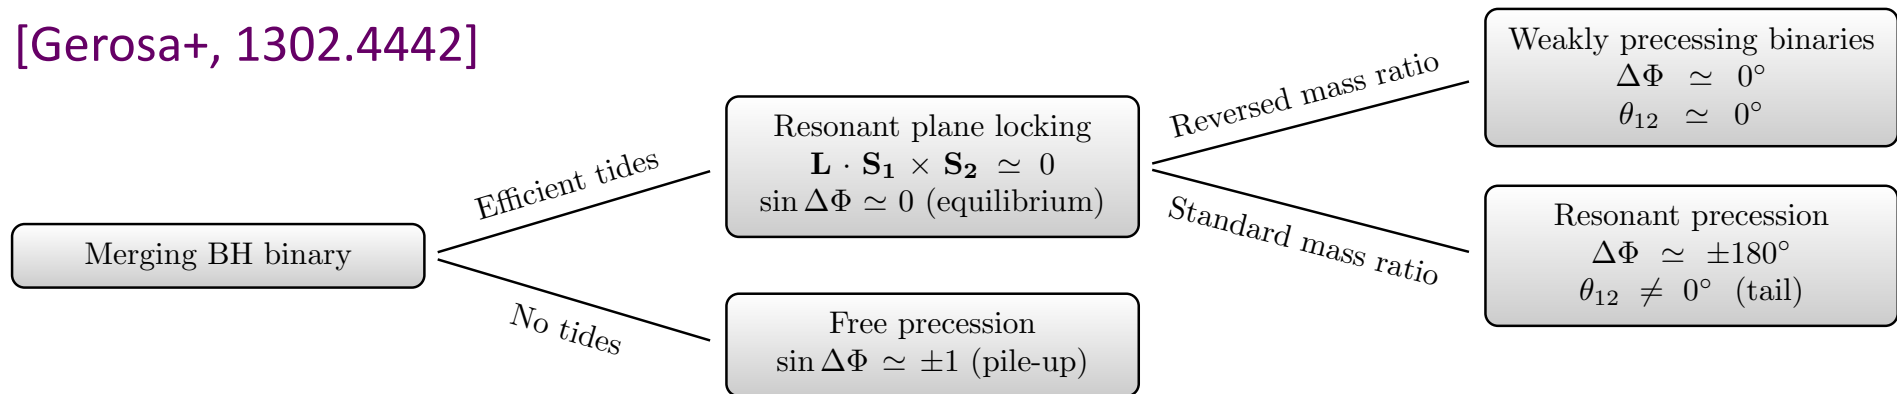 [Gerosa+, 1302.4442]
Merging BH binary
Efficient tides
No tides
Resonant plane locking
L · S₁ × S₂ ≃ 0
sin ΔΦ ≃ 0 (equilibrium)
Free precession
sin ΔΦ ≃ ±1 (pile-up)
Reversed mass ratio
Standard mass ratio
Weakly precessing binaries
ΔΦ ≃ 0°
θ₁₂ ≃ 0°
Resonant precession
ΔΦ ≃ ±180°
θ₁₂ ≠ 0° (tail)